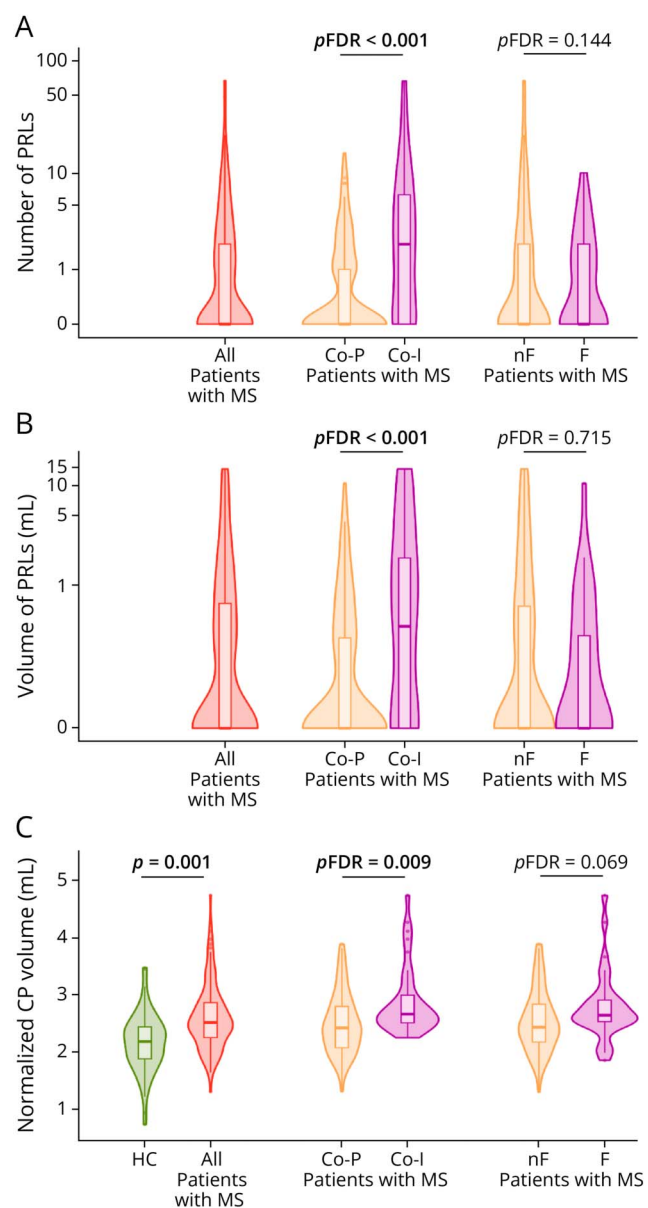 A
pFDR < 0.001
pFDR = 0.144
Number of PRLs
100
50
10
5
1
0
All
Patients
with MS
Co-P
Co-I
Patients with MS
nF
F
Patients with MS
B
pFDR < 0.001
pFDR = 0.715
Volume of PRLs (mL)
15
10
5
1
0
All
Patients
with MS
Co-P
Co-I
Patients with MS
nF
F
Patients with MS
C
p = 0.001
pFDR = 0.009
pFDR = 0.069
Normalized CP volume (mL)
5
4
3
2
1
HC
All
Patients
with MS
Co-P
Co-I
Patients with MS
nF
F
Patients with MS